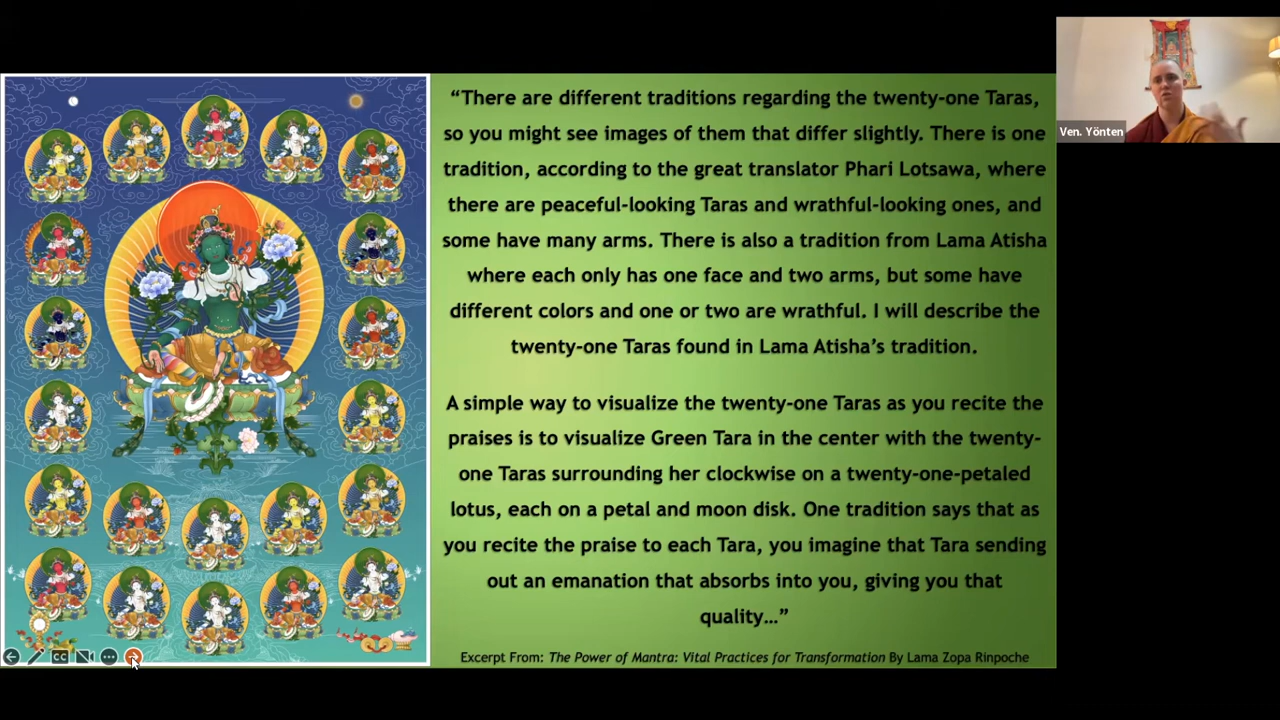 “There are different traditions regarding the twenty-one Taras,
so you might see images of them that differ slightly. There is one
tradition, according to the great translator Phari Lotsawa, where
there are peaceful-looking Taras and wrathful-looking ones, and
some have many arms. There is also a tradition from Lama Atisha
where each only has one face and two arms, but some have
different colors and one or two are wrathful. I will describe the
twenty-one Taras found in Lama Atisha’s tradition.
A simple way to visualize the twenty-one Taras as you recite the
praises is to visualize Green Tara in the center with the twenty-
one Taras surrounding her clockwise on a twenty-one-petaled
lotus, each on a petal and moon disk. One tradition says that as
you recite the praise to each Tara, you imagine that Tara sending
out an emanation that absorbs into you, giving you that
quality…”
Excerpt From: The Power of Mantra: Vital Practices for Transformation By Lama Zopa Rinpoche
Ven. Yönten
CC